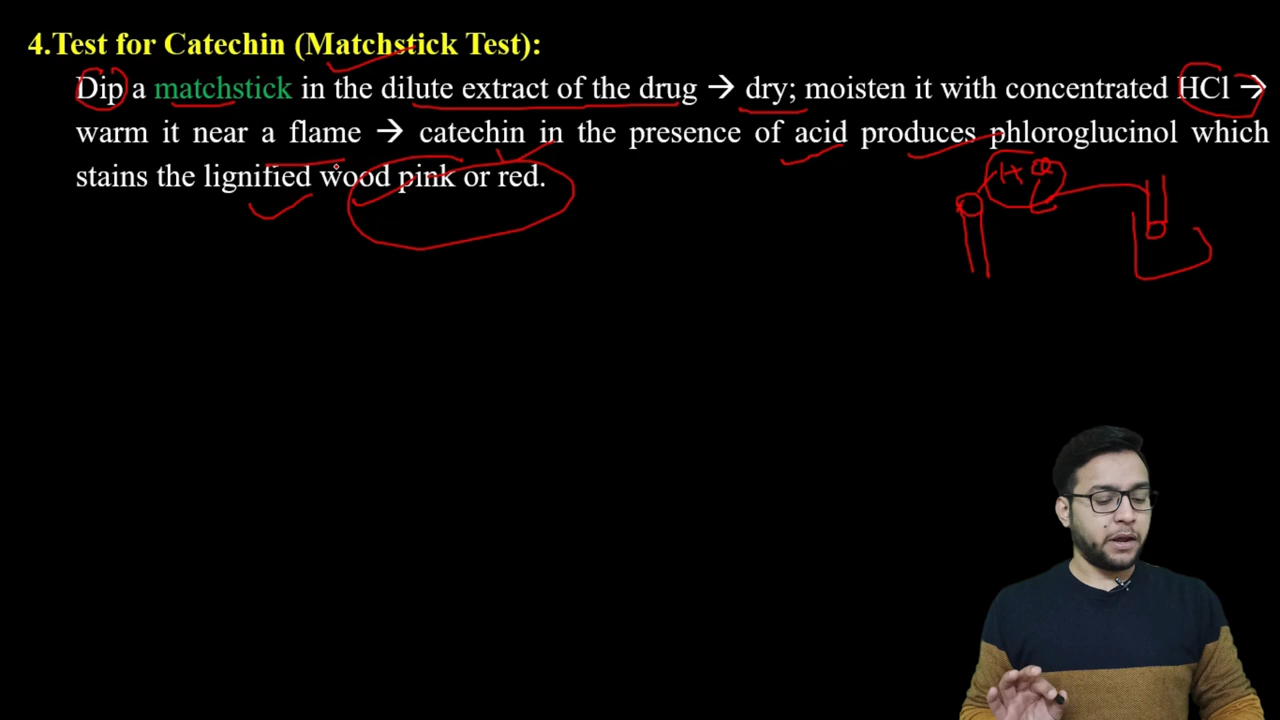 4.Test for Catechin (Matchstick Test):
Dip a matchstick in the dilute extract of the drug → dry; moisten it with concentrated HCl →
warm it near a flame → catechin in the presence of acid produces phloroglucinol which
stains the lignified wood pink or red.